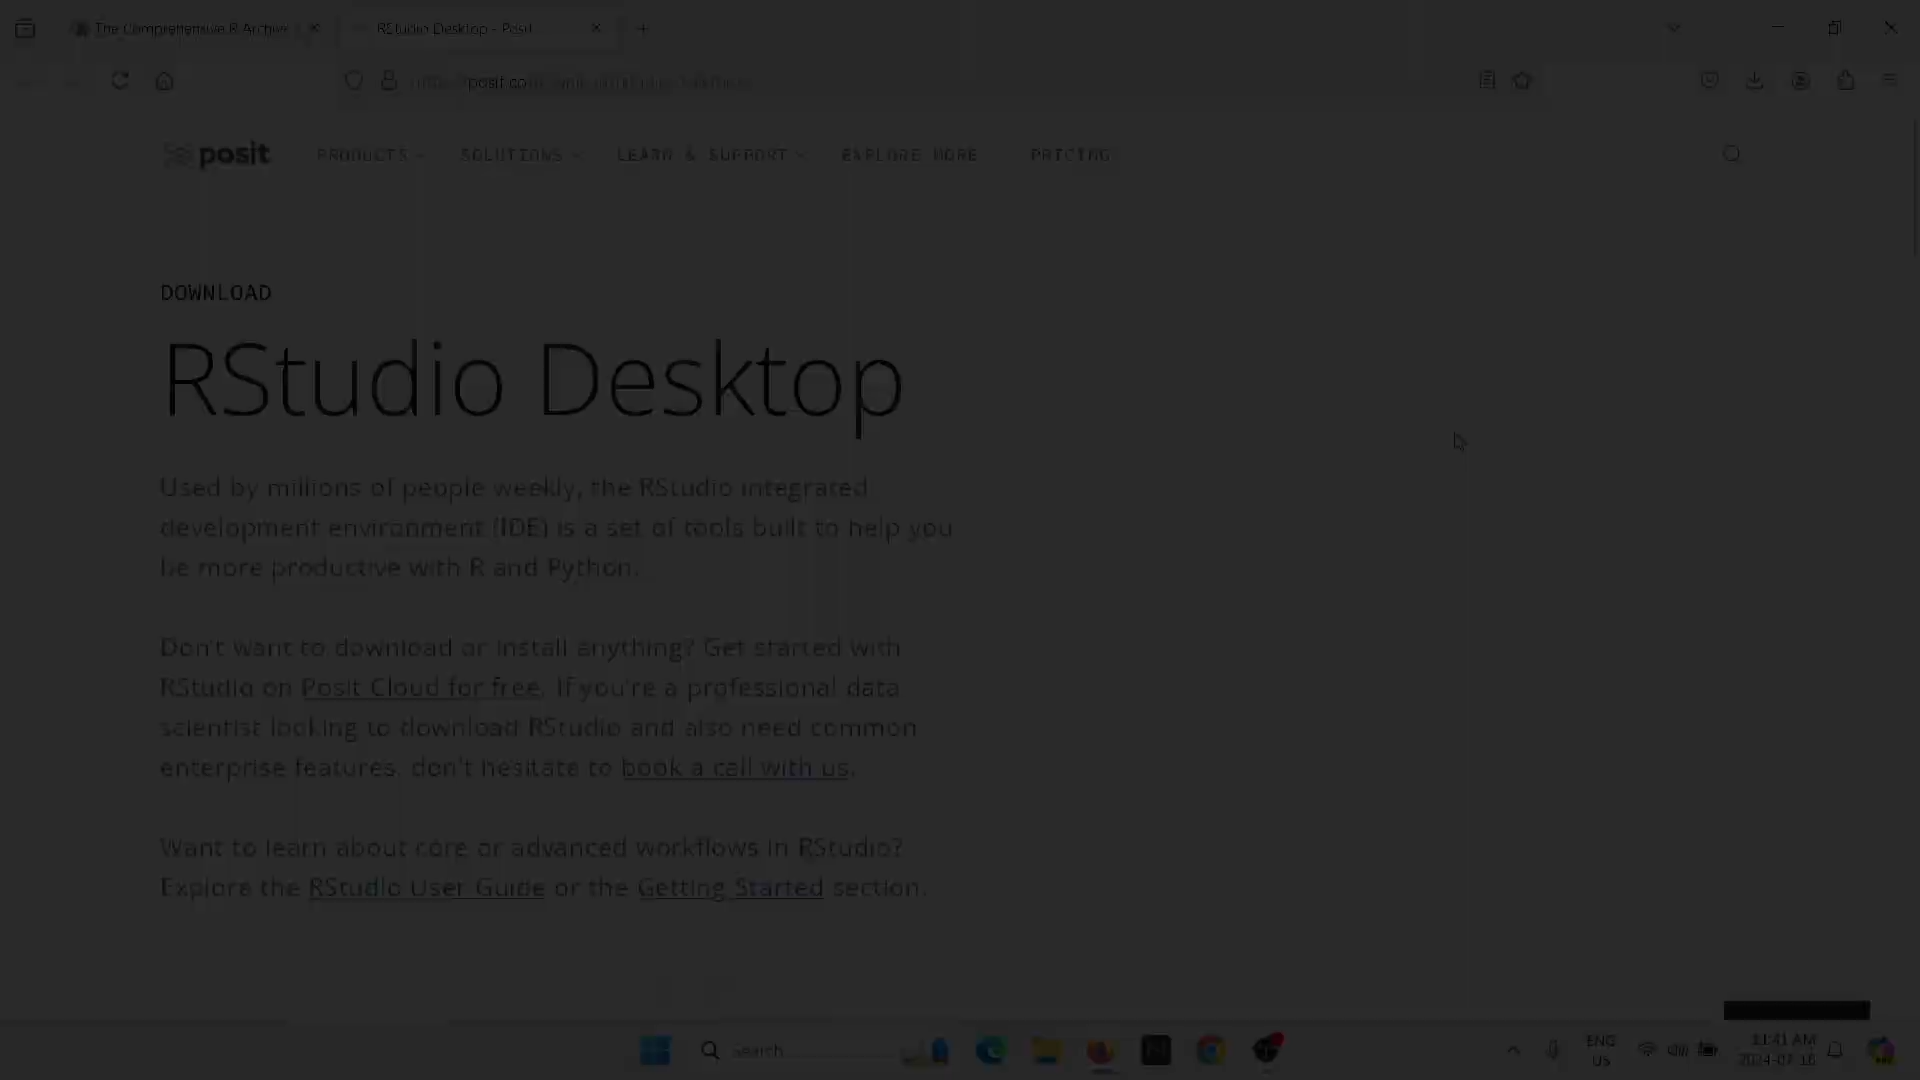 The Comprehensive R Archive
RStudio Desktop - Posit
posit.co
posit PRODUCTS SOLUTIONS LEARN & SUPPORT EXPLORE MORE PRICING
DOWNLOAD
RStudio Desktop
Used by millions of people weekly, the RStudio integrated
development environment (IDE) is a set of tools built to help you
be more productive with R and Python.
Don't want to download or install anything? Get started with
RStudio on Posit Cloud for free. If you're a professional data
scientist looking to download RStudio and also need common
enterprise features, don't hesitate to book a call with us.
Want to learn about core or advanced workflows in RStudio?
Explore the RStudio User Guide or the Getting Started section.
Search
ENG
US
11:41 AM